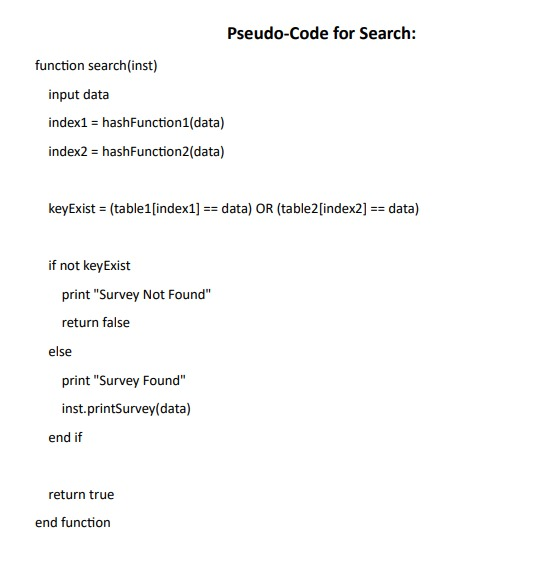 Pseudo-Code for Search:
function search(inst)
input data
index1 = hashFunction1(data)
index2 = hashFunction2(data)
keyExist = (table1[index1] == data) OR (table2[index2] == data)
if not keyExist
print "Survey Not Found"
return false
else
print "Survey Found"
inst.printSurvey(data)
end if
return true
end function